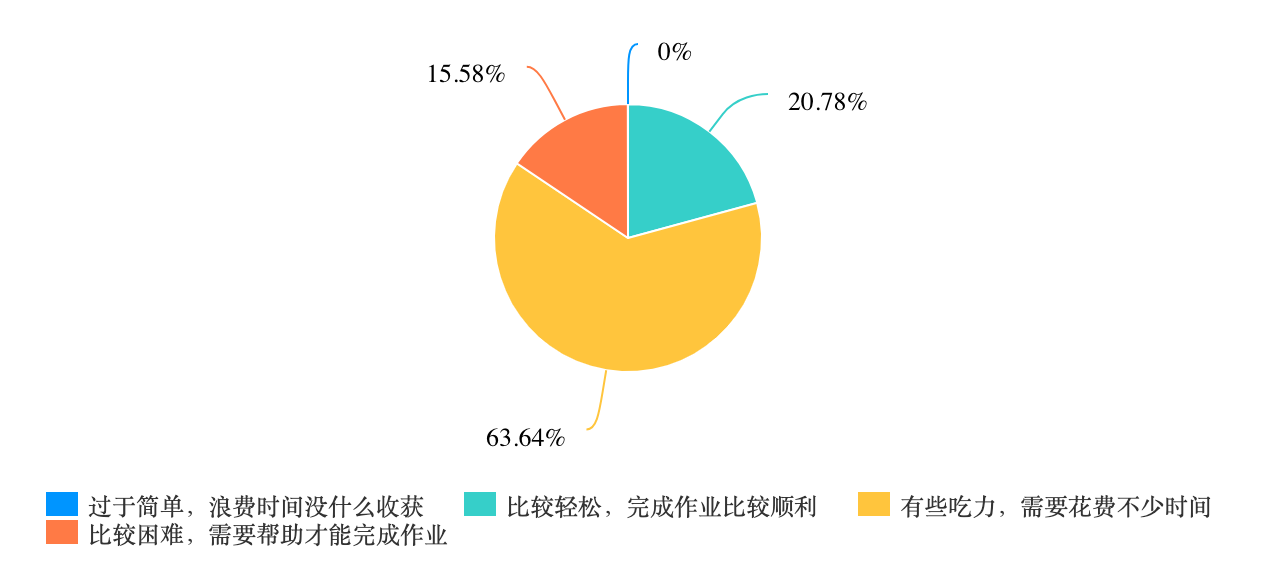 0%
15.58%
20.78%
63.64%
过于简单，浪费时间没什么收获
比较轻松，完成作业比较顺利
有些吃力，需要花费不少时间
比较困难，需要帮助才能完成作业